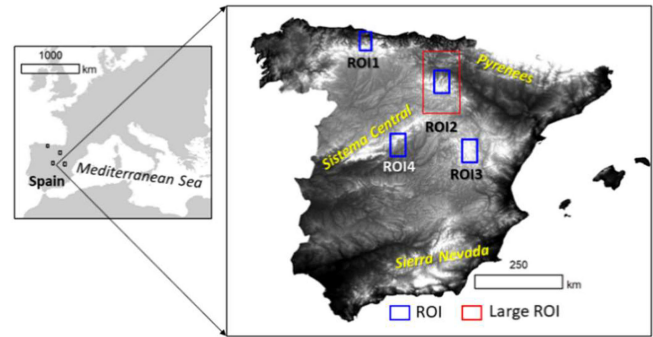 1000
km
Spain
Mediterranean Sea
ROI1
Pyrenees
ROI2
Sistema Central
ROI4
ROI3
Sierra Nevada
250
km
ROI
Large ROI